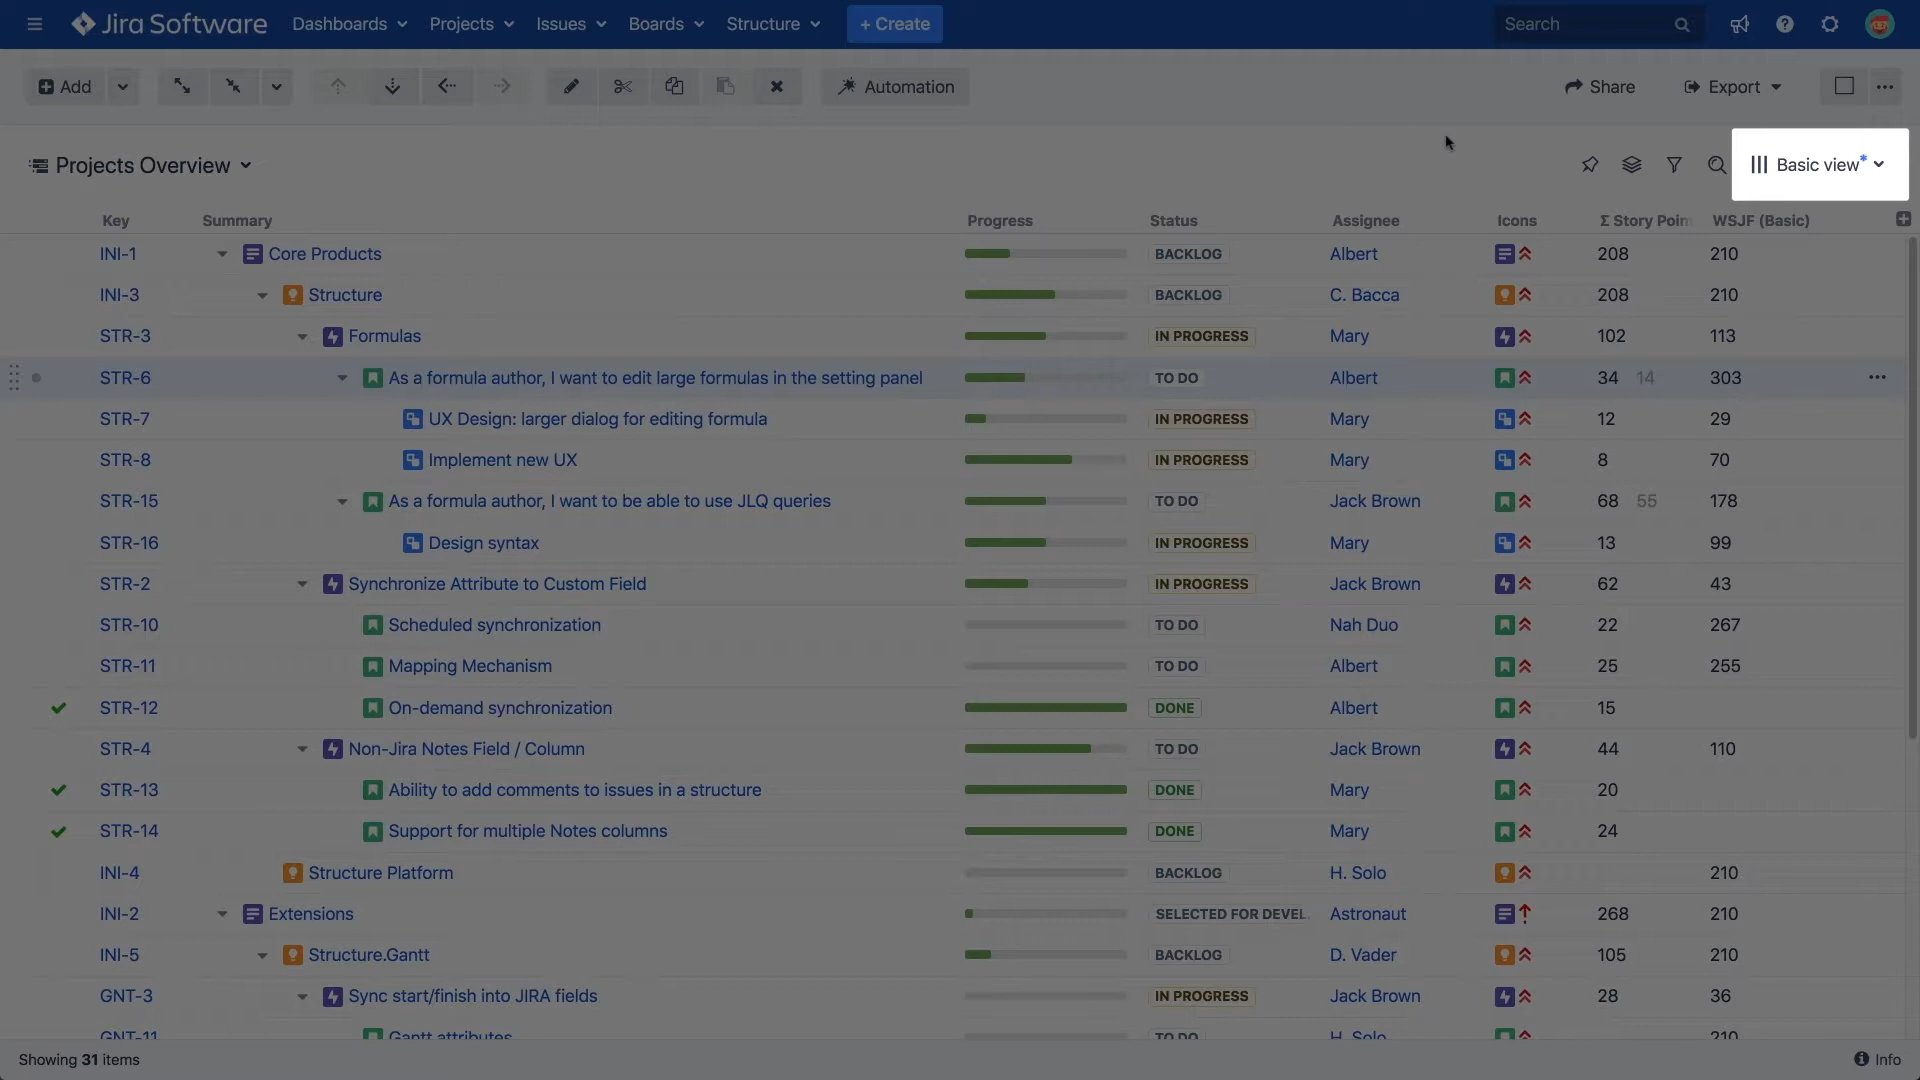 Jira Software Dashboards Projects Issues Boards Structure + Create Search
Add Automation Share Export
Projects Overview Basic view*
Key Summary Progress Status Assignee Icons Σ Story Poin WSJF (Basic)
INI-1 Core Products BACKLOG Albert 208 210
INI-3 Structure BACKLOG C. Bacca 208 210
STR-3 Formulas IN PROGRESS Mary 102 113
STR-6 As a formula author, I want to edit large formulas in the setting panel TO DO Albert 34 14 303
STR-7 UX Design: larger dialog for editing formula IN PROGRESS Mary 12 29
STR-8 Implement new UX IN PROGRESS Mary 8 70
STR-15 As a formula author, I want to be able to use JLQ queries TO DO Jack Brown 68 55 178
STR-16 Design syntax IN PROGRESS Mary 13 99
STR-2 Synchronize Attribute to Custom Field IN PROGRESS Jack Brown 62 43
STR-10 Scheduled synchronization TO DO Nah Duo 22 267
STR-11 Mapping Mechanism TO DO Albert 25 255
STR-12 On-demand synchronization DONE Albert 15
STR-4 Non-Jira Notes Field / Column TO DO Jack Brown 44 110
STR-13 Ability to add comments to issues in a structure DONE Mary 20
STR-14 Support for multiple Notes columns DONE Mary 24
INI-4 Structure Platform BACKLOG H. Solo 210
INI-2 Extensions SELECTED FOR DEVEL. Astronaut 268 210
INI-5 Structure.Gantt BACKLOG D. Vader 105 210
GNT-3 Sync start/finish into JIRA fields IN PROGRESS Jack Brown 28 36
GNT-11 Gantt attributes TO DO H. Solo 210
Showing 31 items Info